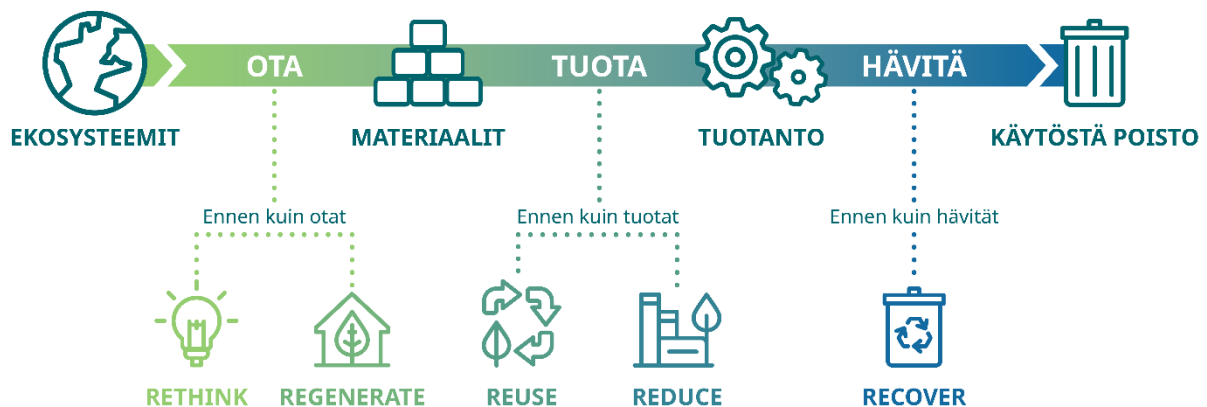 OTA
TUOTA
HÄVITÄ
EKOSYSTEEMIT
MATERIAALIT
TUOTANTO
KÄYTÖSTÄ POISTO
Ennen kuin otat
Ennen kuin tuotat
Ennen kuin hävität
RETHINK
REGENERATE
REUSE
REDUCE
RECOVER